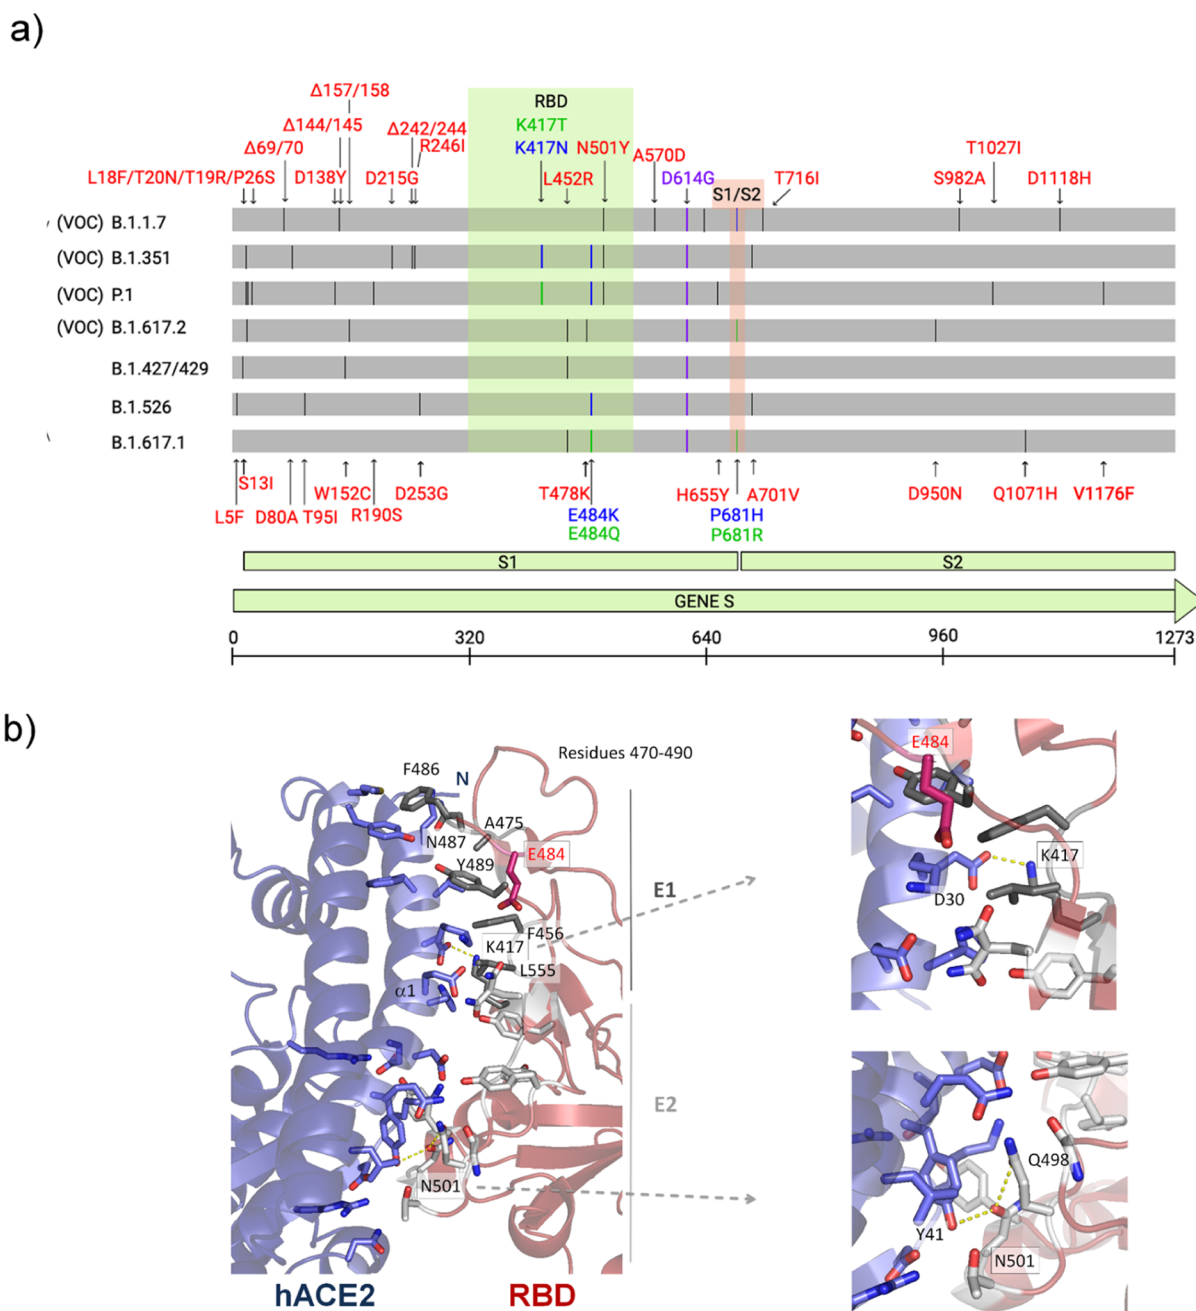 a)
Δ157/158
RBD
Δ144/145
Δ242/244
K417T
Δ69/70
R246I
K417N
N501Y
A570D
T1027I
L18F/T20N/T19R/P26S
D138Y
D215G
L452R
D614G
S1/S2
T716I
S982A
D1118H
(VOC) B.1.1.7
(VOC) B.1.351
(VOC) P.1
(VOC) B.1.617.2
B.1.427/429
B.1.526
B.1.617.1
S13I
W152C
D253G
T478K
H655Y
A701V
D950N
Q1071H
V1176F
L5F
D80A
T95I
R190S
E484K
P681H
E484Q
P681R
S1
S2
GENE S
0
320
640
960
1273
b)
Residues 470-490
F486
N
N487
A475
Y489
E484
E1
F456
K417
L555
α1
E2
N501
hACE2
RBD
E484
K417
D30
Q498
Y41
N501